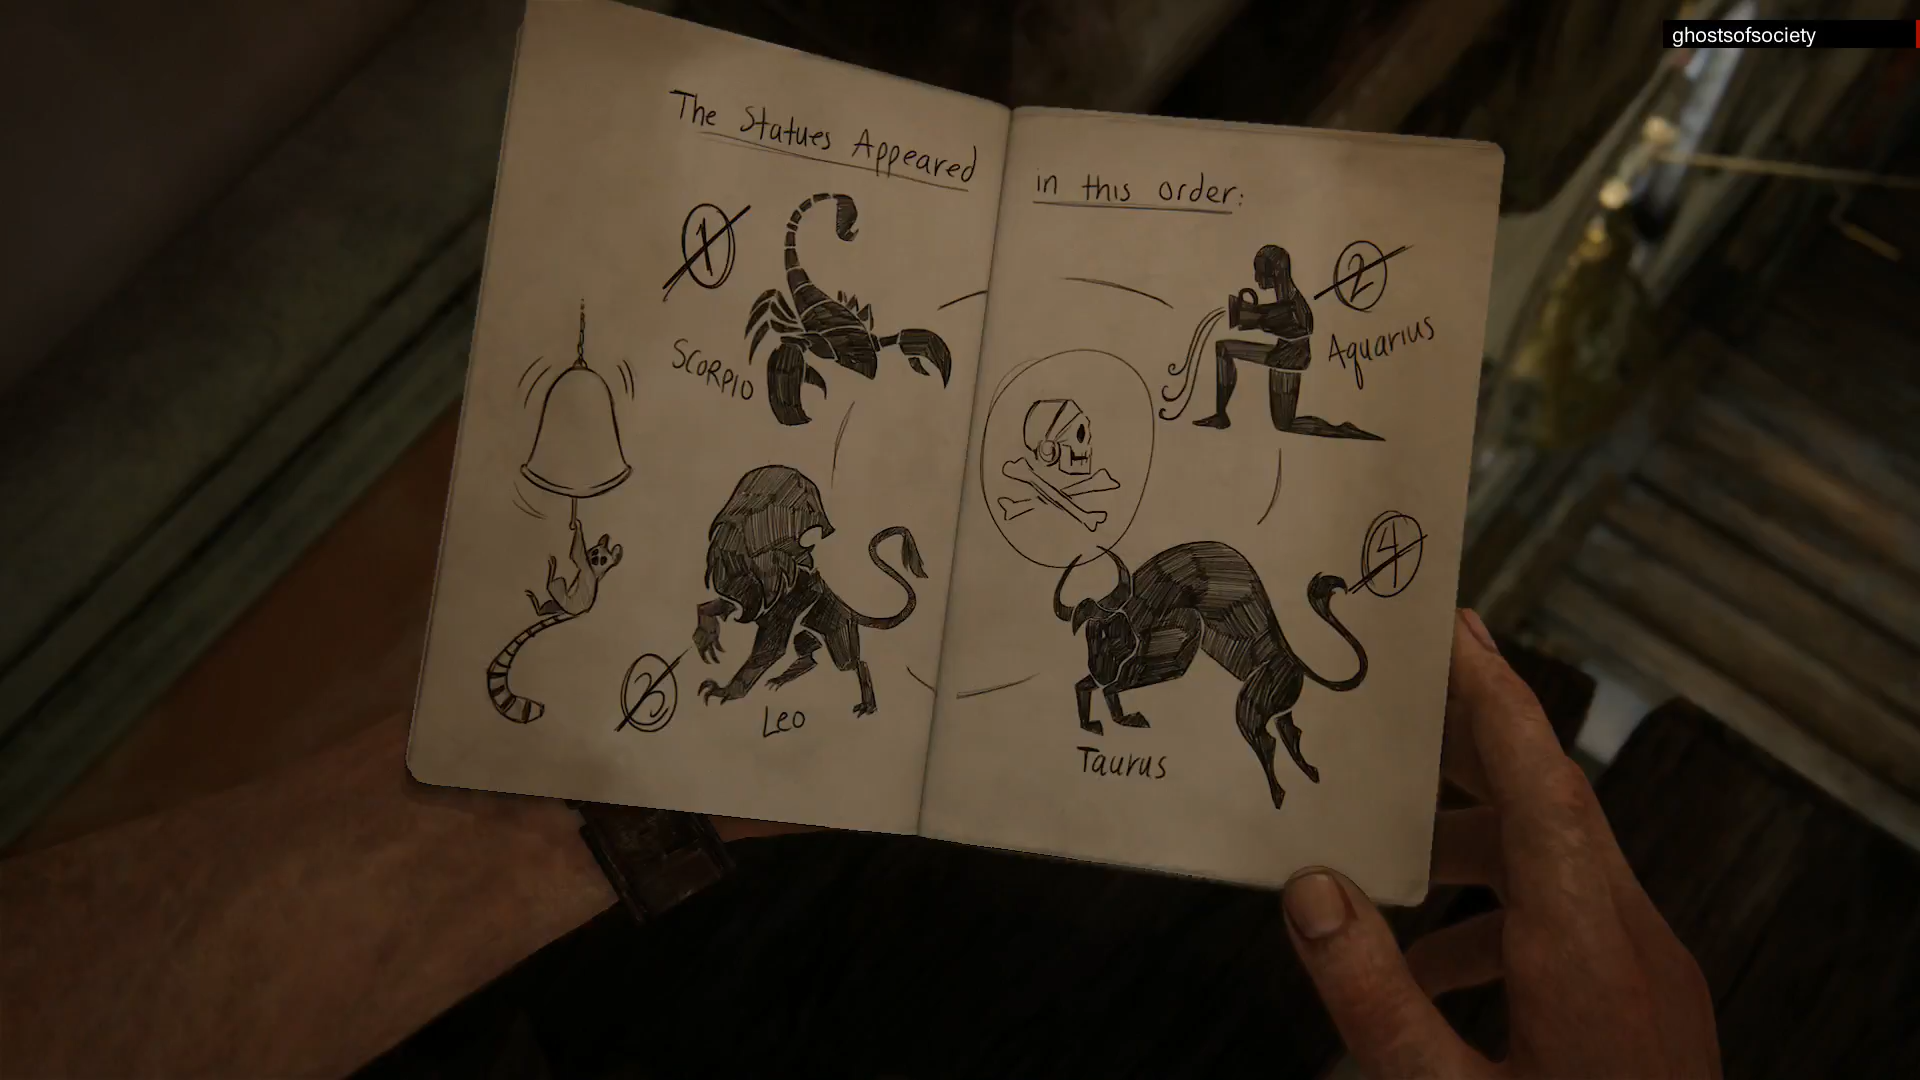 ghostsofsociety
The Statues Appeared
in this order:
1
2
Scorpio
Aquarius
4
3
Leo
Taurus